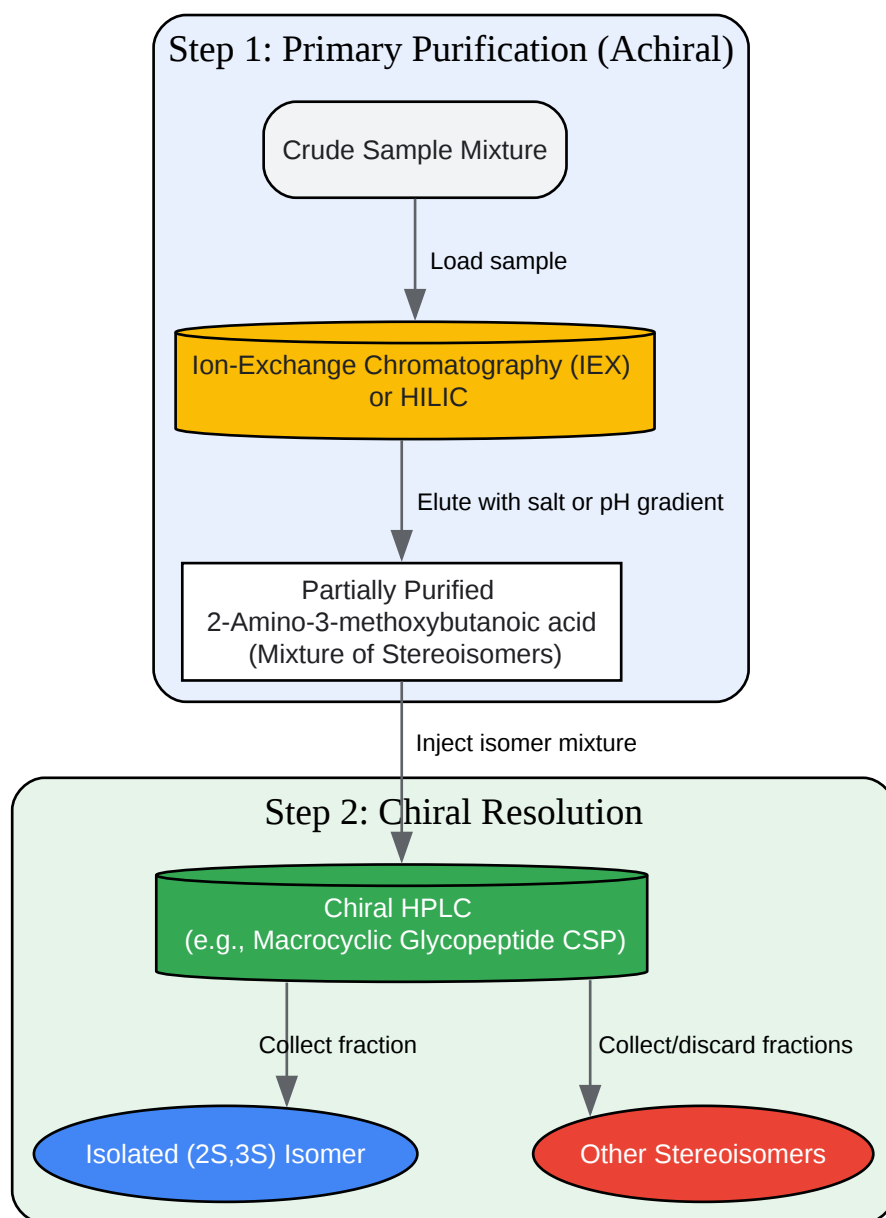 Step 1: Primary Purification (Achiral)
Crude Sample Mixture
Load sample
Ion-Exchange Chromatography (IEX)
or HILIC
Elute with salt or pH gradient
Partially Purified
2-Amino-3-methoxybutanoic acid
(Mixture of Stereoisomers)
Inject isomer mixture
Step 2: Chiral Resolution
Chiral HPLC
(e.g., Macrocyclic Glycopeptide CSP)
Collect fraction
Collect/discard fractions
Isolated (2S,3S) Isomer
Other Stereoisomers